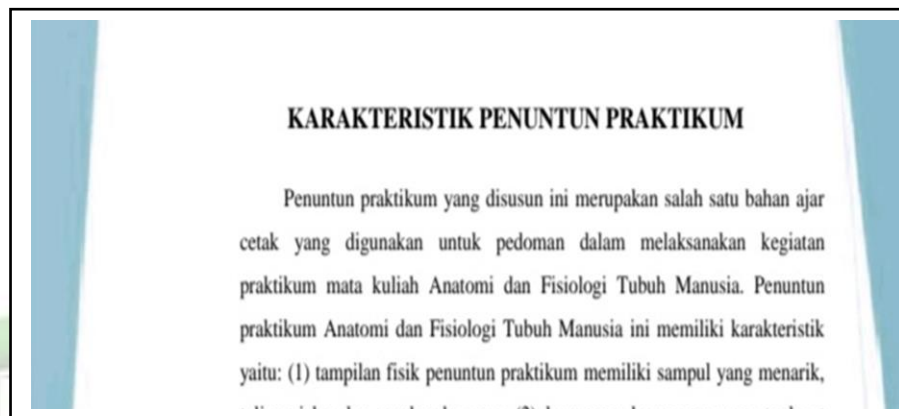 KARAKTERISTIK PENUNTUN PRAKTIKUM
Penuntun praktikum yang disusun ini merupakan salah satu bahan ajar
cetak yang digunakan untuk pedoman dalam melaksanakan kegiatan
praktikum mata kuliah Anatomi dan Fisiologi Tubuh Manusia. Penuntun
praktikum Anatomi dan Fisiologi Tubuh Manusia ini memiliki karakteristik
yaitu: (1) tampilan fisik penuntun praktikum memiliki sampul yang menarik,